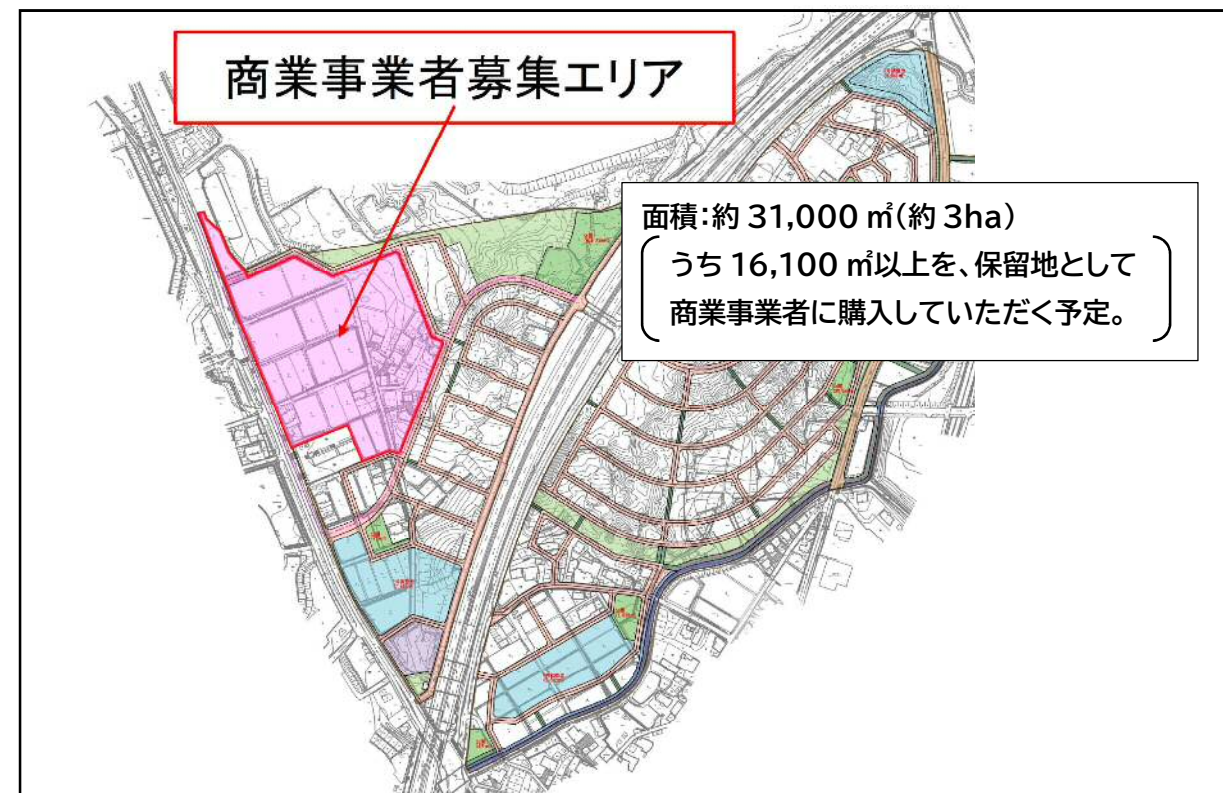 商業事業者募集エリア
面積：約 31,000 ㎡（約 3ha）
うち 16,100 ㎡以上を、保留地として
商業事業者に購入していただく予定。